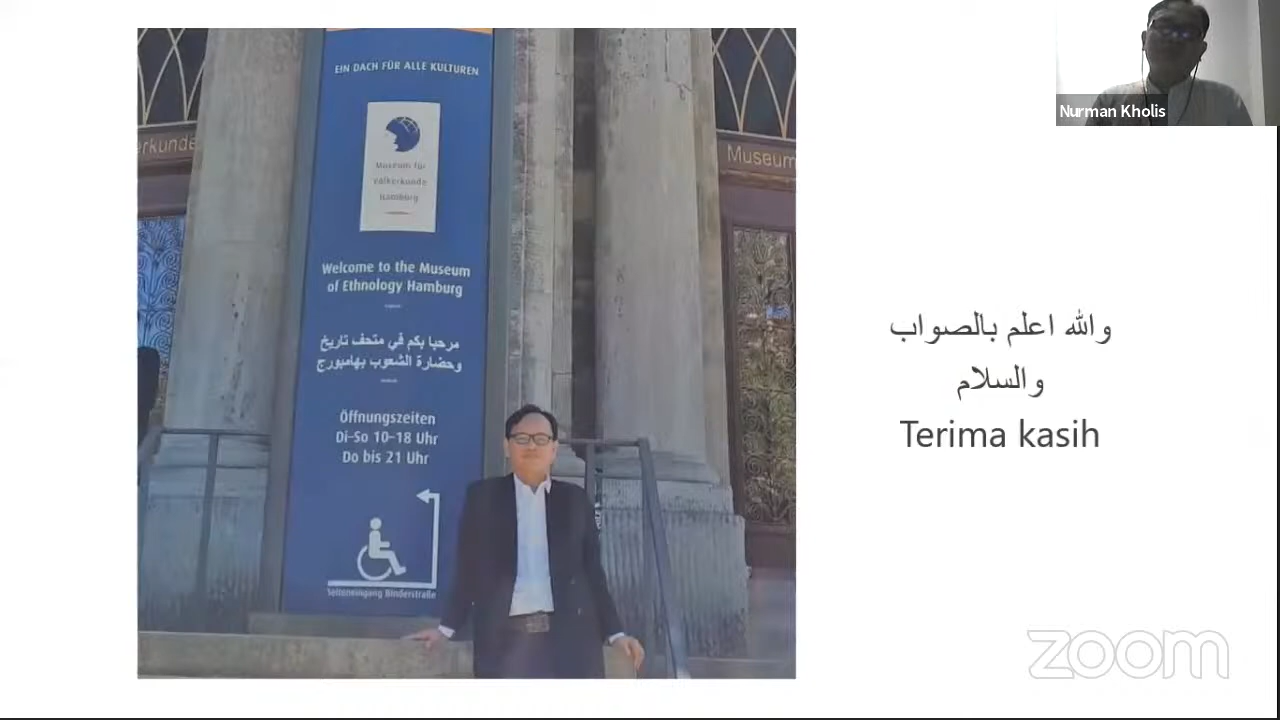 EIN DACH FÜR ALLE KULTUREN
Museum für
Völkerkunde
Hamburg
erkunde
Museum
Welcome to the Museum
of Ethnology Hamburg
مرحبا بكم في متحف تاريخ
وحضارة الشعوب بهامبورج
Öffnungszeiten
Di-So 10-18 Uhr
Do bis 21 Uhr
Seiteneingang Binderstraße
Nurman Kholis
والله اعلم بالصواب
والسلام
Terima kasih
zoom